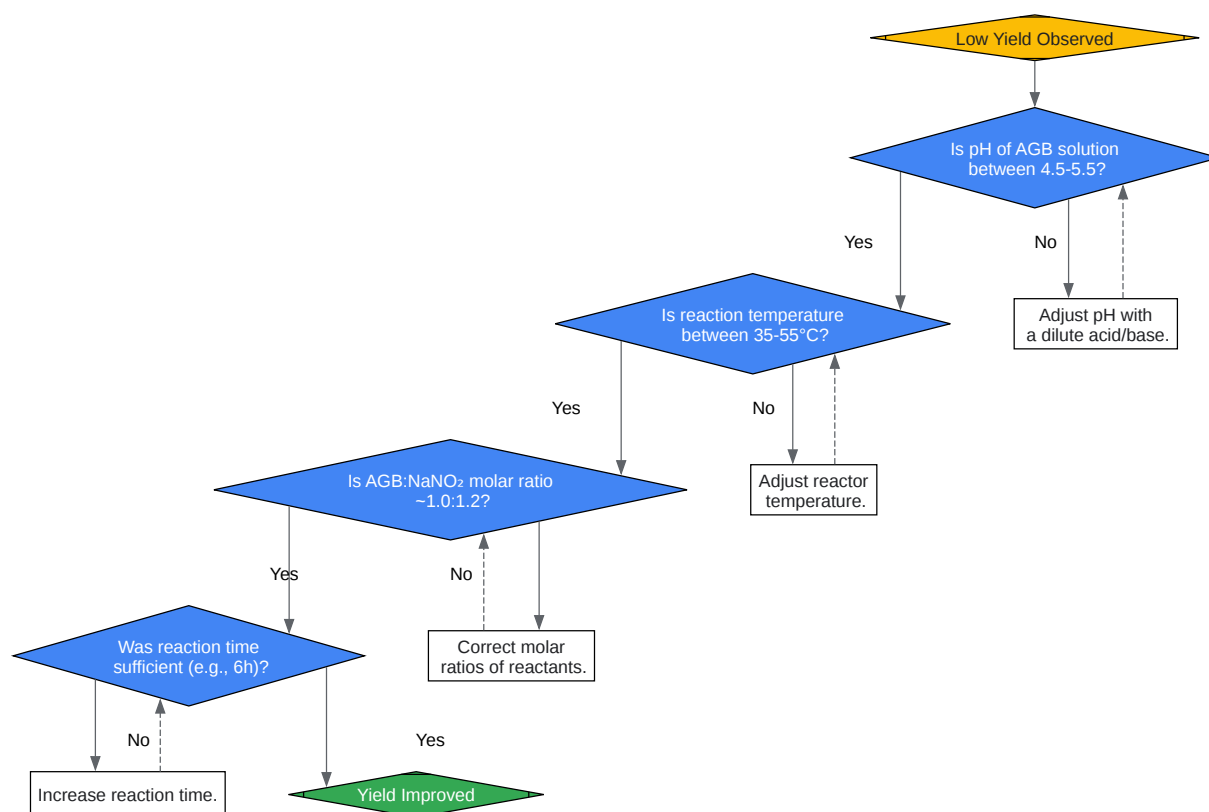 Low Yield Observed
Is pH of AGB solution
between 4.5-5.5?
Yes
No
Adjust pH with
a dilute acid/base.
Is reaction temperature
between 35-55°C?
Yes
No
Adjust reactor
temperature.
Is AGB:NaNO₂ molar ratio
~1.0:1.2?
Yes
No
Correct molar
ratios of reactants.
Was reaction time
sufficient (e.g., 6h)?
No
Yes
Increase reaction time.
Yield Improved